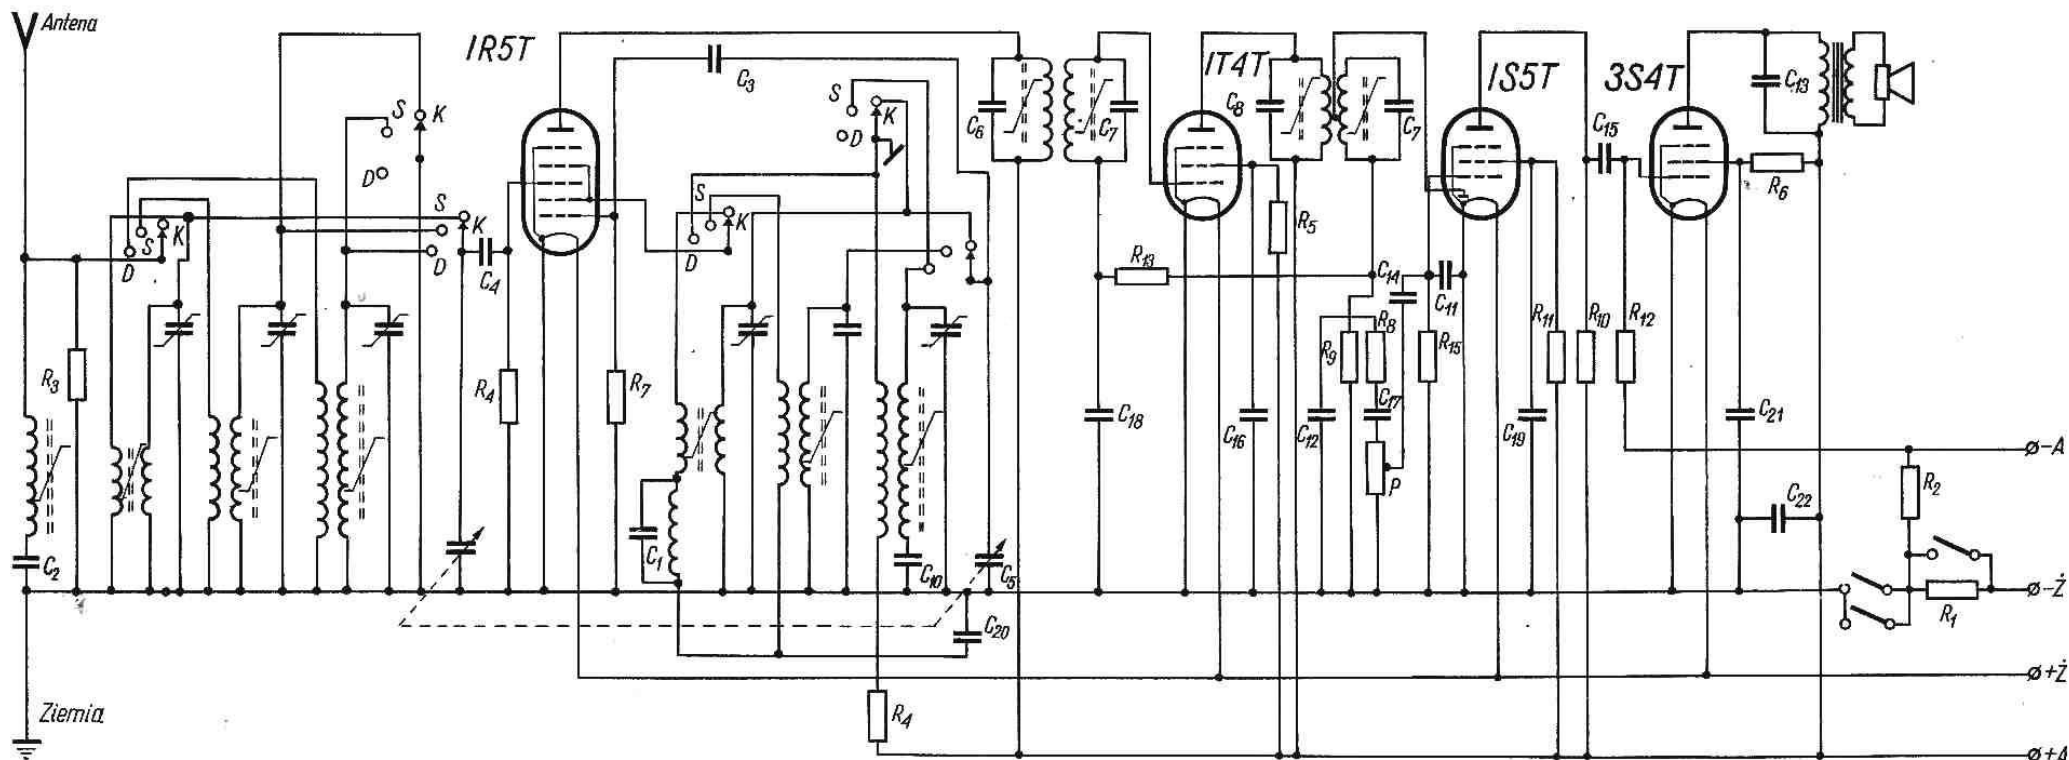 Antena
1R5T
1T4T
1S5T
3S4T
S
K
D
C3
S
K
D
C6
C7
C8
C7
C15
C13
R6
D
S
K
S
K
D
C4
D
S
K
R13
R5
C14
C11
R3
R4
R7
R9
R8
R15
R11
R10
R12
C2
C1
C10
C5
C18
C16
C12
C17
P
C19
C21
C22
R2
R1
-A
-Ż
C20
+Ż
Ziemia
R4
+A